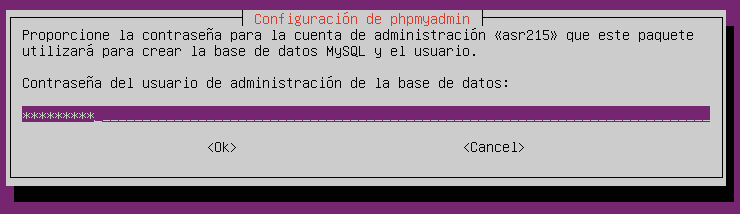 Configuración de phpmyadmin
Proporcione la contraseña para la cuenta de administración «asr215» que este paquete
utilizará para crear la base de datos MySQL y el usuario.
Contraseña del usuario de administración de la base de datos:
*********
<Ok> <Cancel>